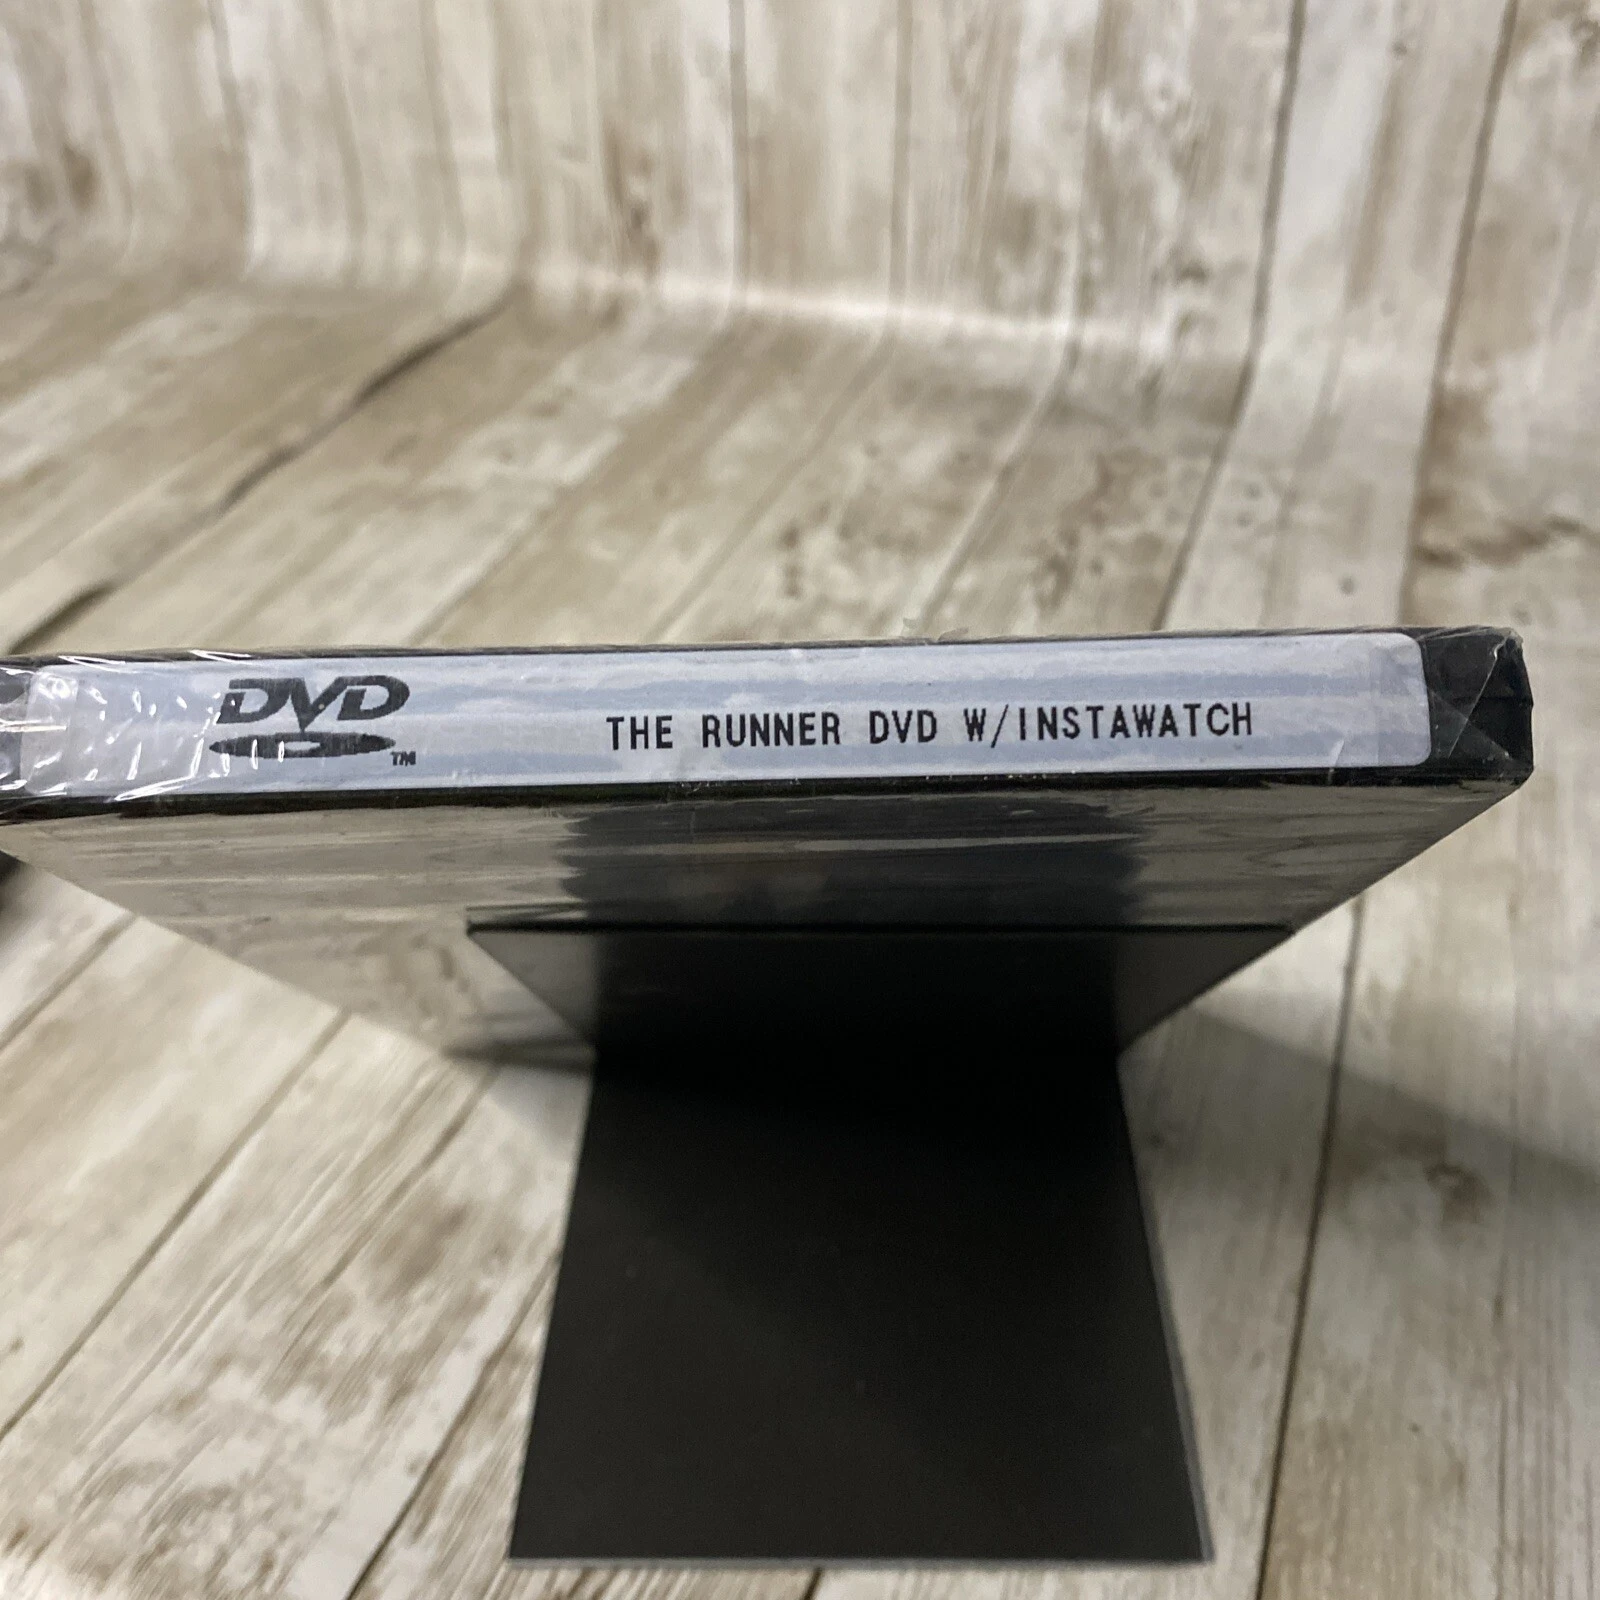 DVD TM
THE RUNNER DVD W/INSTAWATCH